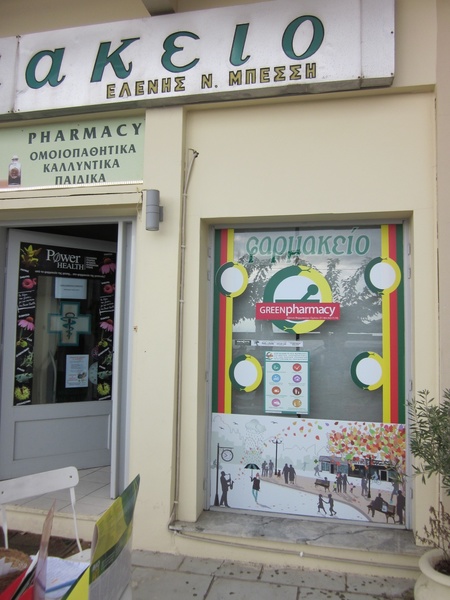 ακειο
ΕΛΕΝΗΣ Ν. ΜΠΕΣΣΗ
PHARMACY
ΟΜΟΙΟΠΑΘΗΤΙΚΑ
ΚΑΛΛΥΝΤΙΚΑ
ΠΑΙΔΙΚΑ
Power
HEALTH
φαρμακείο
GREENpharmacy